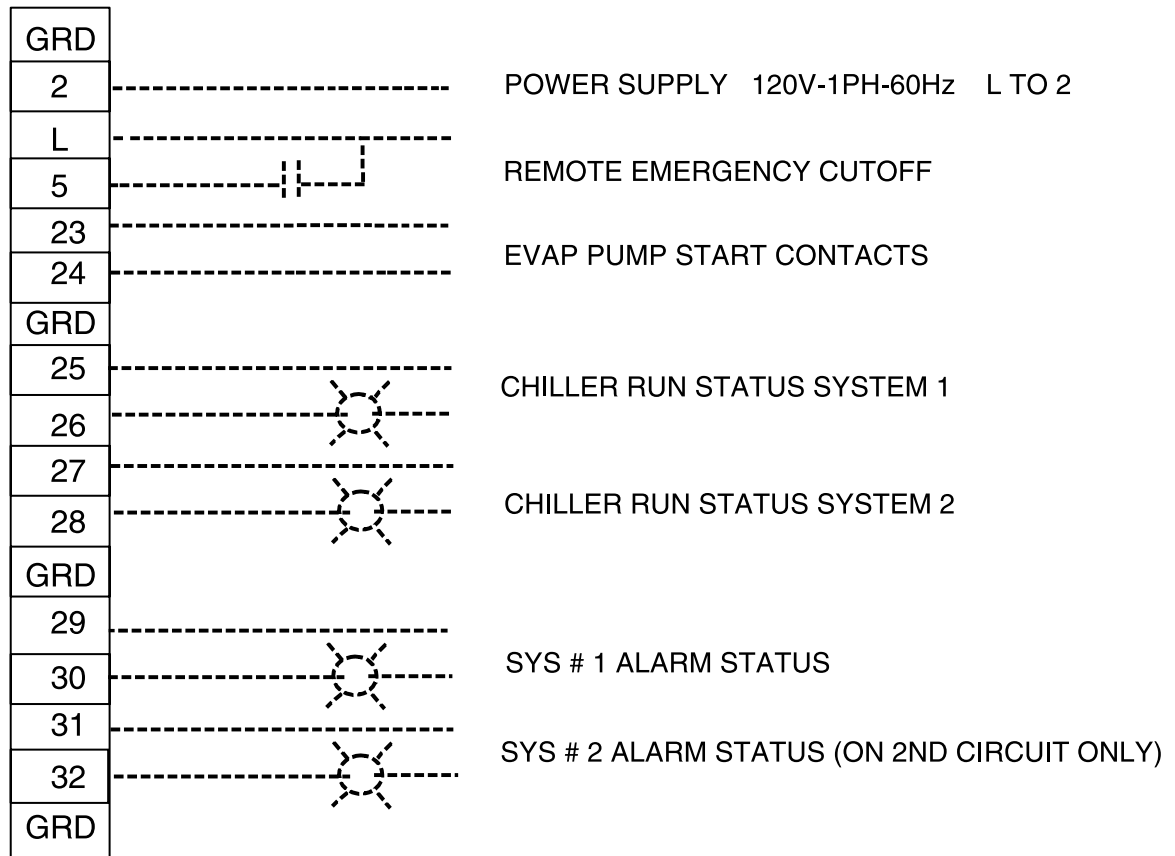 GRD
2 POWER SUPPLY 120V-1PH-60Hz L TO 2
L
REMOTE EMERGENCY CUTOFF
5
23
EVAP PUMP START CONTACTS
24
GRD
25
CHILLER RUN STATUS SYSTEM 1
26
27
CHILLER RUN STATUS SYSTEM 2
28
GRD
29
SYS # 1 ALARM STATUS
30
31
SYS # 2 ALARM STATUS (ON 2ND CIRCUIT ONLY)
32
GRD